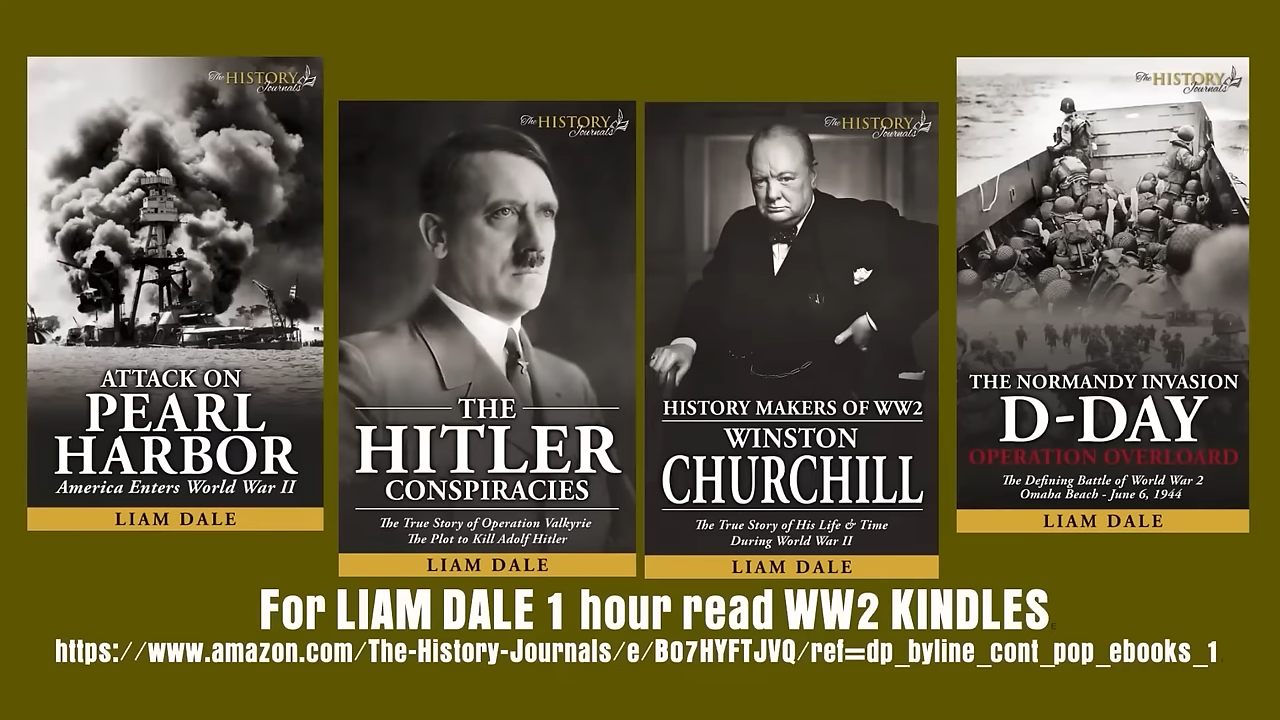 The HISTORY
Journals
ATTACK ON
PEARL
HARBOR
America Enters World War II
LIAM DALE
The HISTORY
Journals
THE
HITLER
CONSPIRACIES
The True Story of Operation Valkyrie
The Plot to Kill Adolf Hitler
LIAM DALE
The HISTORY
Journals
HISTORY MAKERS OF WW2
WINSTON
CHURCHILL
The True Story of His Life & Time
During World War II
LIAM DALE
The HISTORY
Journals
THE NORMANDY INVASION
D-DAY
OPERATION OVERLOARD
The Defining Battle of World War 2
Omaha Beach - June 6, 1944
LIAM DALE
For LIAM DALE 1 hour read WW2 KINDLES
https://www.amazon.com/The-History-Journals/e/B07HYFTJVQ/ref=dp_byline_cont_pop_ebooks_1